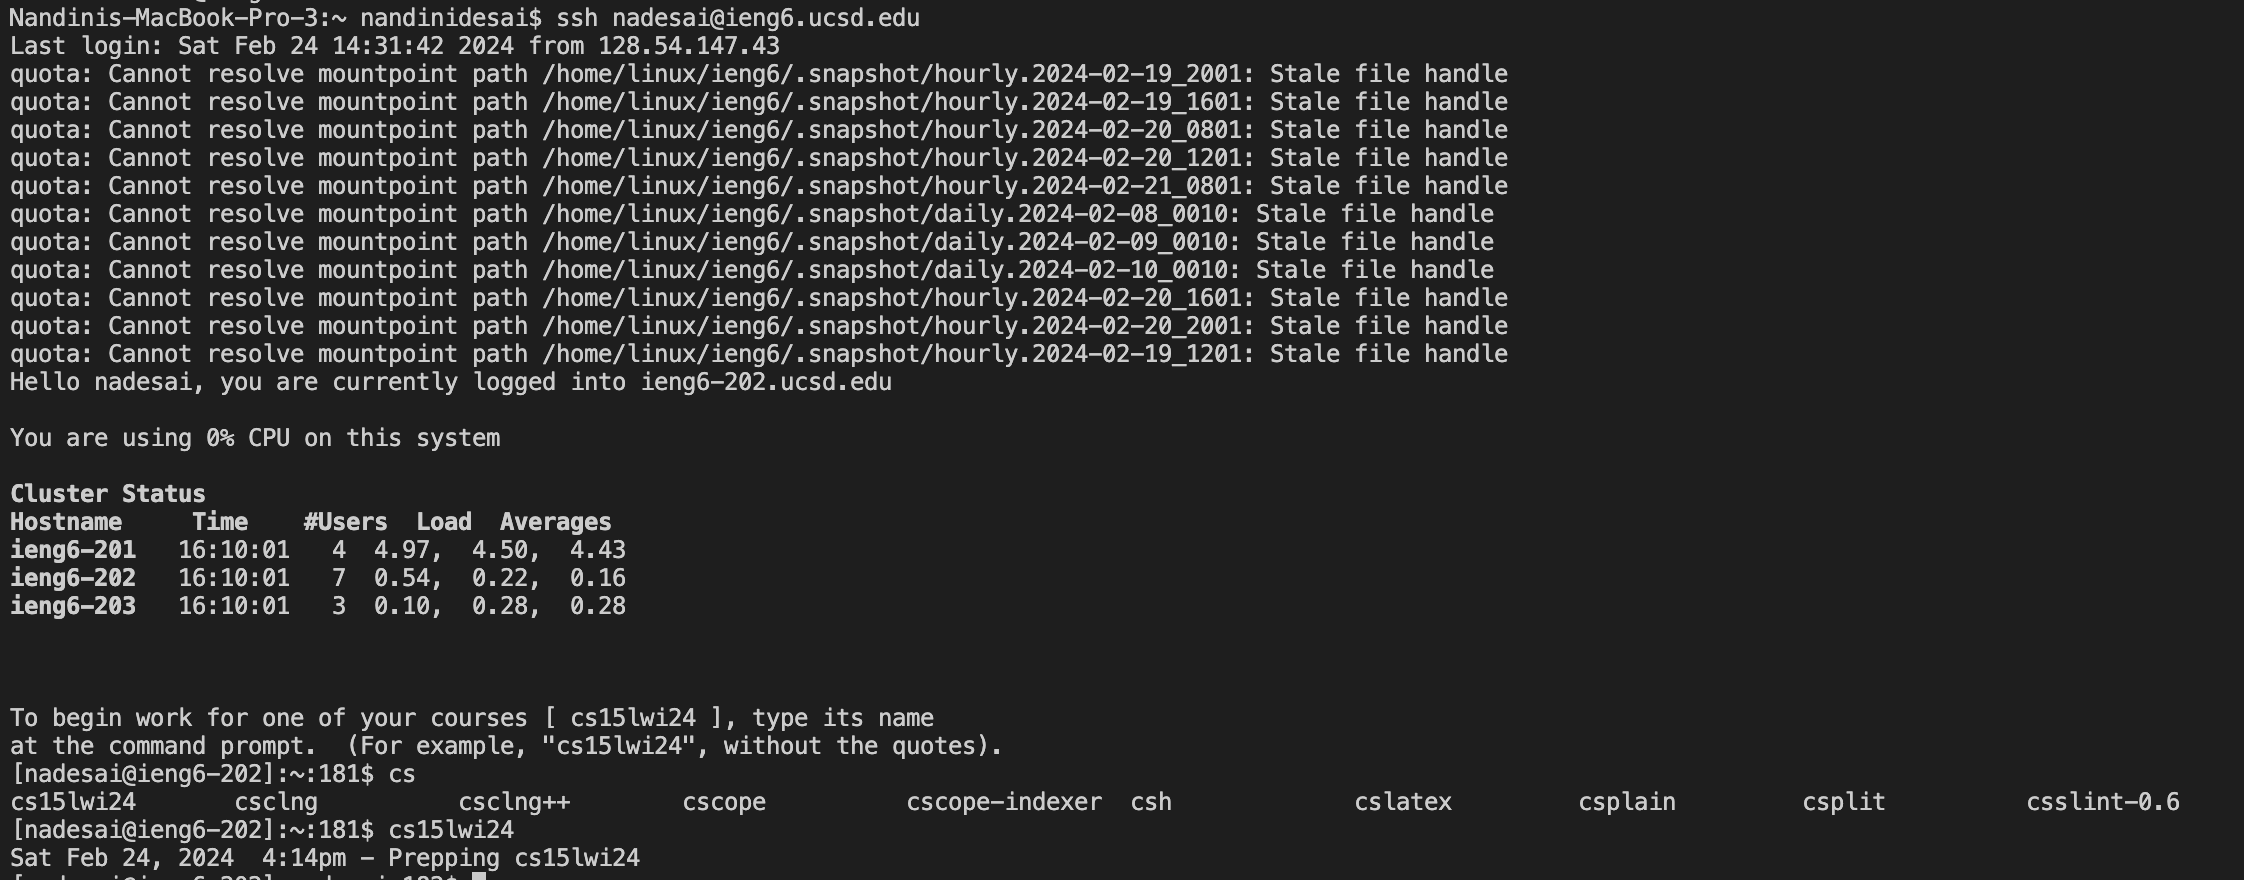 Nandinis-MacBook-Pro-3:~ nandinidesai$ ssh nadesai@ieng6.ucsd.edu
Last login: Sat Feb 24 14:31:42 2024 from 128.54.147.43
quota: Cannot resolve mountpoint path /home/linux/ieng6/.snapshot/hourly.2024-02-19_2001: Stale file handle
quota: Cannot resolve mountpoint path /home/linux/ieng6/.snapshot/hourly.2024-02-19_1601: Stale file handle
quota: Cannot resolve mountpoint path /home/linux/ieng6/.snapshot/hourly.2024-02-20_0801: Stale file handle
quota: Cannot resolve mountpoint path /home/linux/ieng6/.snapshot/hourly.2024-02-20_1201: Stale file handle
quota: Cannot resolve mountpoint path /home/linux/ieng6/.snapshot/hourly.2024-02-21_0801: Stale file handle
quota: Cannot resolve mountpoint path /home/linux/ieng6/.snapshot/daily.2024-02-08_0010: Stale file handle
quota: Cannot resolve mountpoint path /home/linux/ieng6/.snapshot/daily.2024-02-09_0010: Stale file handle
quota: Cannot resolve mountpoint path /home/linux/ieng6/.snapshot/daily.2024-02-10_0010: Stale file handle
quota: Cannot resolve mountpoint path /home/linux/ieng6/.snapshot/hourly.2024-02-20_1601: Stale file handle
quota: Cannot resolve mountpoint path /home/linux/ieng6/.snapshot/hourly.2024-02-20_2001: Stale file handle
quota: Cannot resolve mountpoint path /home/linux/ieng6/.snapshot/hourly.2024-02-19_1201: Stale file handle
Hello nadesai, you are currently logged into ieng6-202.ucsd.edu
You are using 0% CPU on this system
Cluster Status
Hostname     Time    #Users  Load  Averages
ieng6-201   16:10:01   4  4.97,  4.50,  4.43
ieng6-202   16:10:01   7  0.54,  0.22,  0.16
ieng6-203   16:10:01   3  0.10,  0.28,  0.28
To begin work for one of your courses [ cs15lwi24 ], type its name
at the command prompt.  (For example, "cs15lwi24", without the quotes).
[nadesai@ieng6-202]:~:181$ cs
cs15lwi24       csclng          csclng++        cscope          cscope-indexer  csh             cslatex         csplain         csplit          csslint-0.6
[nadesai@ieng6-202]:~:181$ cs15lwi24
Sat Feb 24, 2024  4:14pm - Prepping cs15lwi24